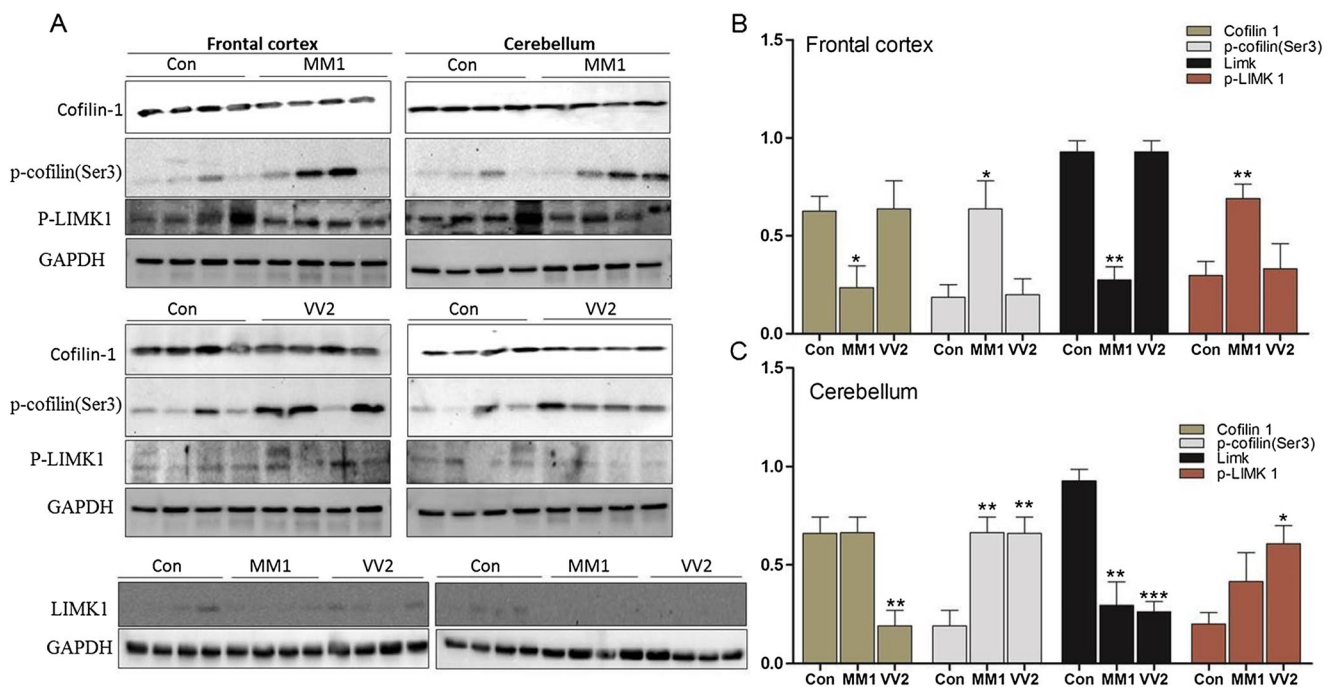 A
Frontal cortex
Cerebellum
Con MM1
Con MM1
Cofilin-1
p-cofilin(Ser3)
P-LIMK1
GAPDH
Con VV2
Con VV2
Cofilin-1
p-cofilin(Ser3)
P-LIMK1
GAPDH
Con MM1 VV2
Con MM1 VV2
LIMK1
GAPDH
B
Frontal cortex
Cofilin 1
p-cofilin(Ser3)
Limk
p-LIMK 1
1.5
1.0
0.5
0.0
*
*
**
**
Con MM1 VV2 Con MM1 VV2 Con MM1 VV2 Con MM1 VV2
C
Cerebellum
Cofilin 1
p-cofilin(Ser3)
Limk
p-LIMK 1
1.5
1.0
0.5
0.0
**
** **
** ***
*
Con MM1 VV2 Con MM1 VV2 Con MM1 VV2 Con MM1 VV2